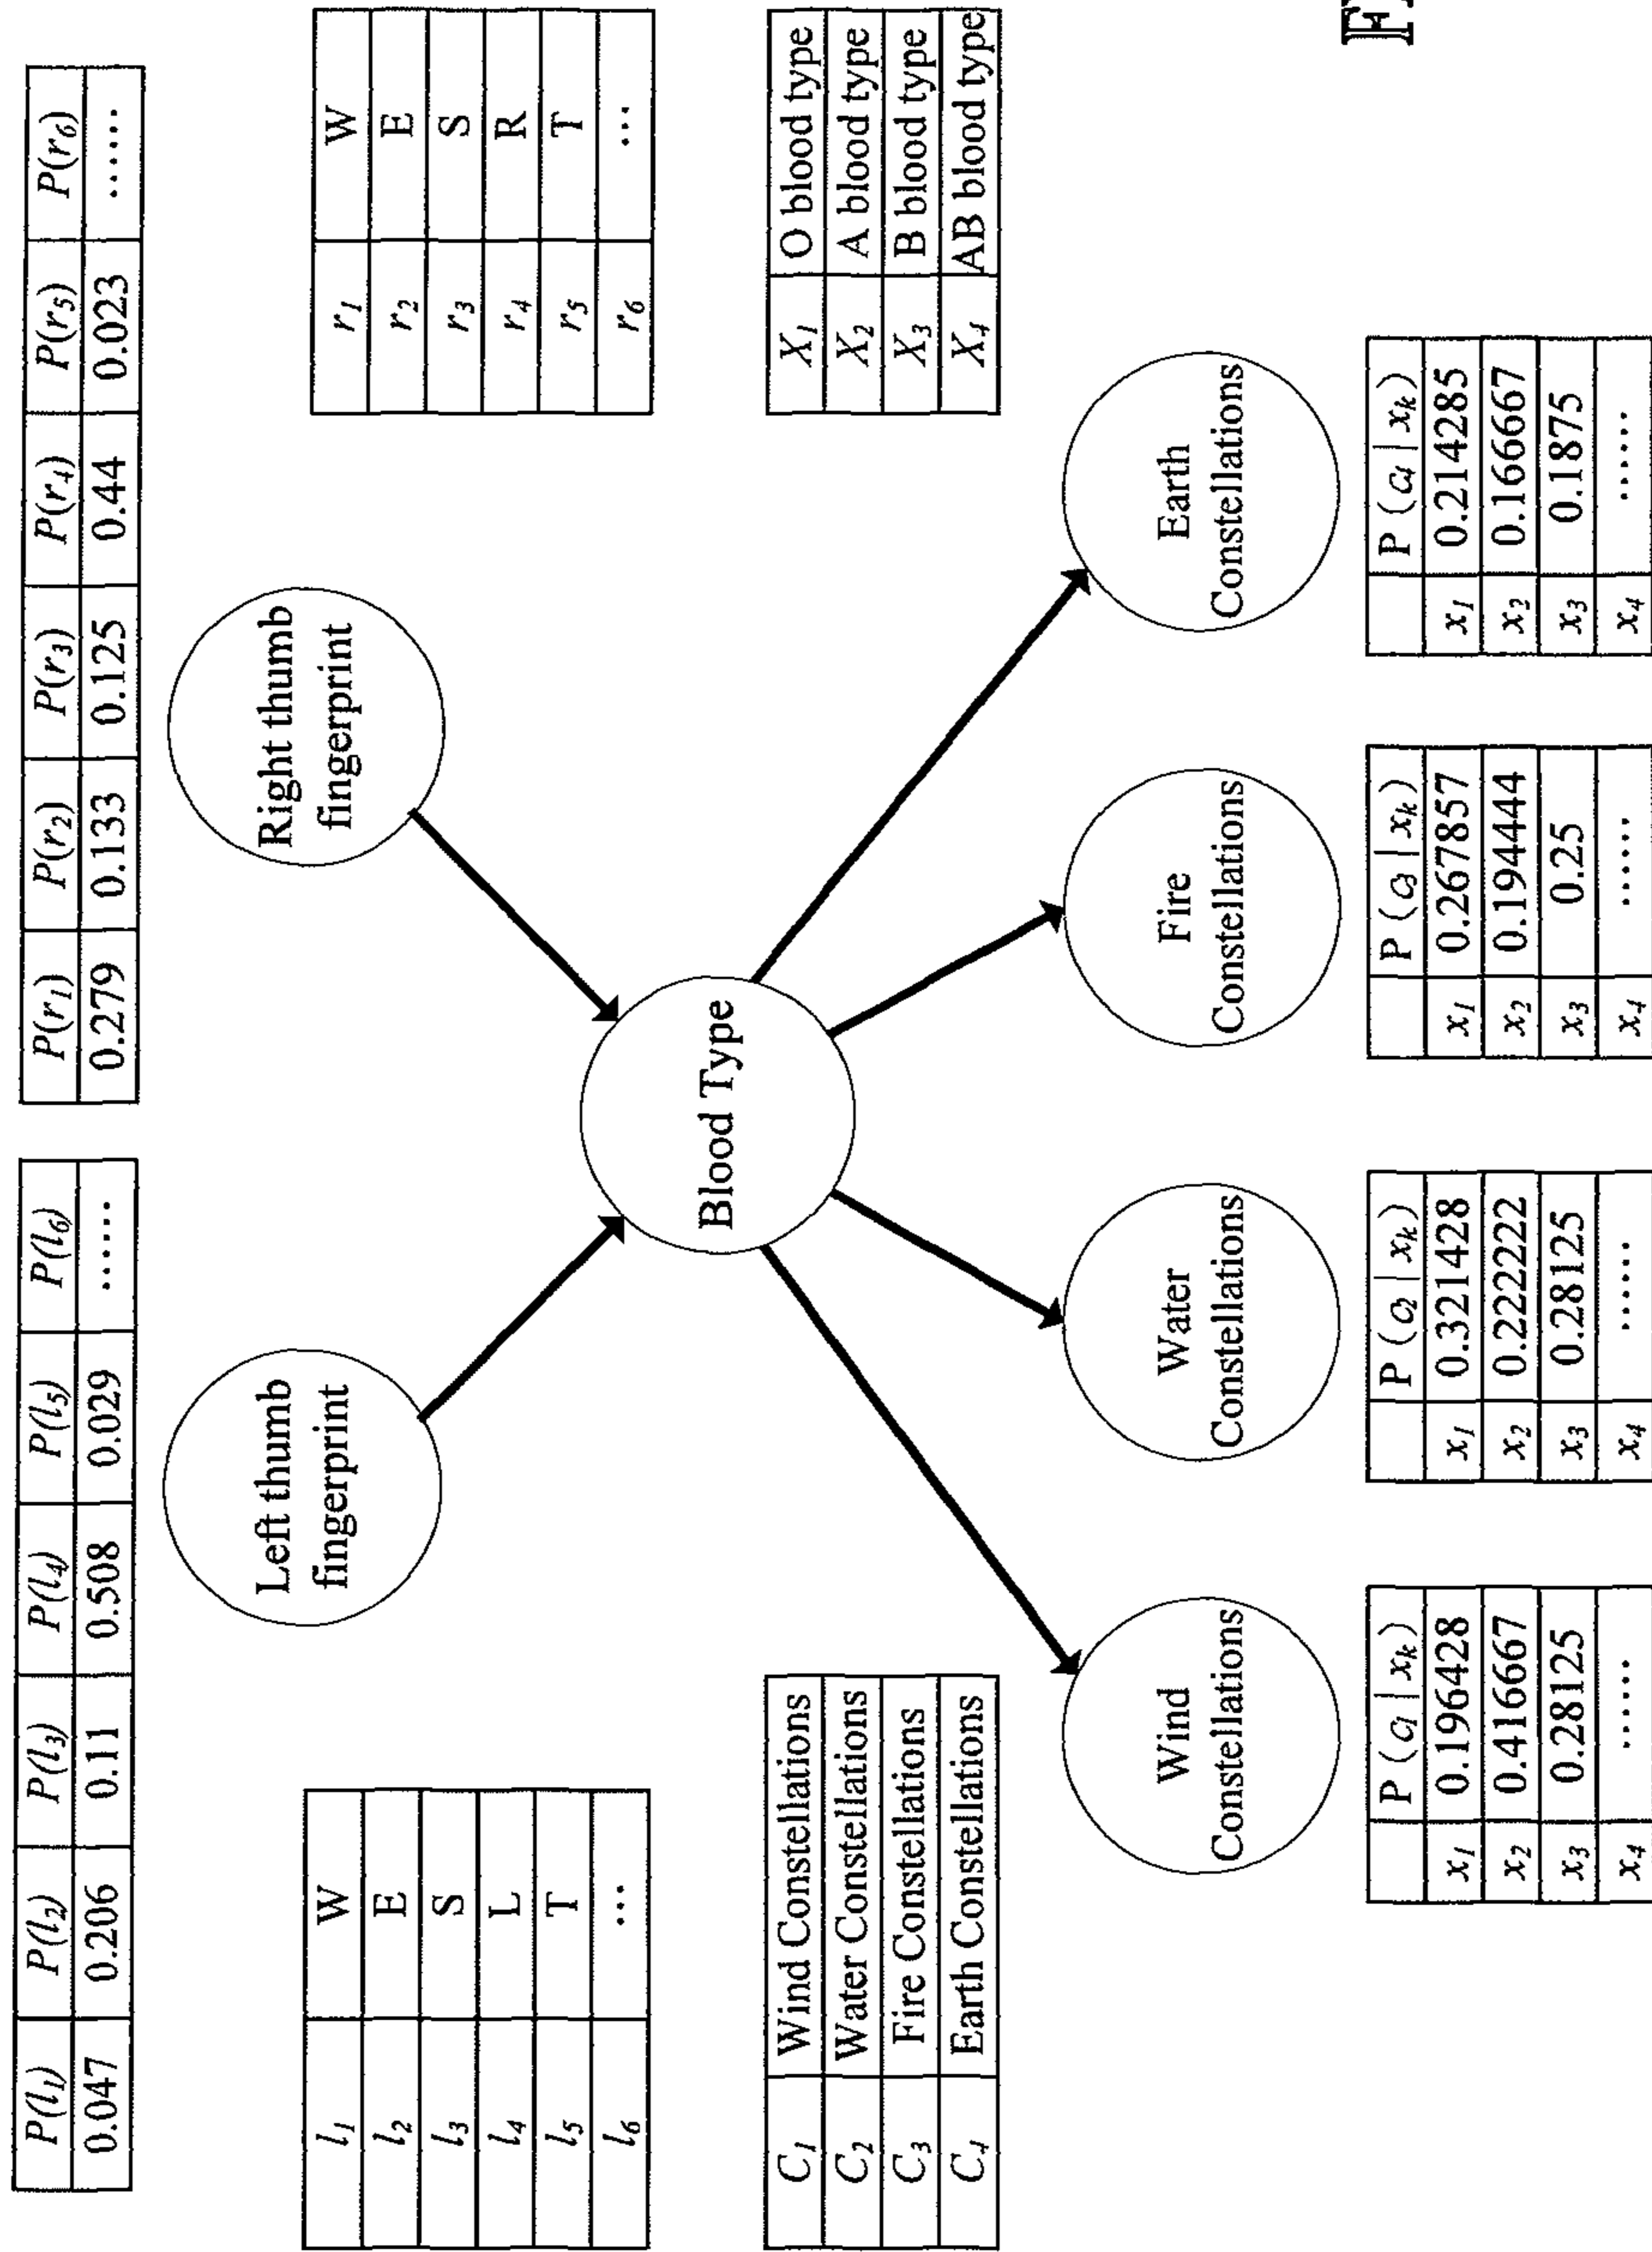 P(l1) P(l2) P(l3) P(l4) P(l5) P(l6)
0.047 0.206 0.11 0.508 0.029 ......
P(r1) P(r2) P(r3) P(r4) P(r5) P(r6)
0.279 0.133 0.125 0.44 0.023 ......
l1 W
l2 E
l3 S
l4 L
l5 T
l6 ...
Left thumb
fingerprint
Right thumb
fingerprint
r1 W
r2 E
r3 S
r4 R
r5 T
r6 ...
C1 Wind Constellations
C2 Water Constellations
C3 Fire Constellations
C4 Earth Constellations
Blood Type
X1 O blood type
X2 A blood type
X3 B blood type
X4 AB blood type
Wind
Constellations
Water
Constellations
Fire
Constellations
Earth
Constellations
P (c1 | xk)
x1 0.196428
x2 0.416667
x3 0.28125
x4 ......
P (c2 | xk)
x1 0.321428
x2 0.222222
x3 0.28125
x4 ......
P (c3 | xk)
x1 0.267857
x2 0.194444
x3 0.25
x4 ......
P (c4 | xk)
x1 0.214285
x2 0.166667
x3 0.1875
x4 ......